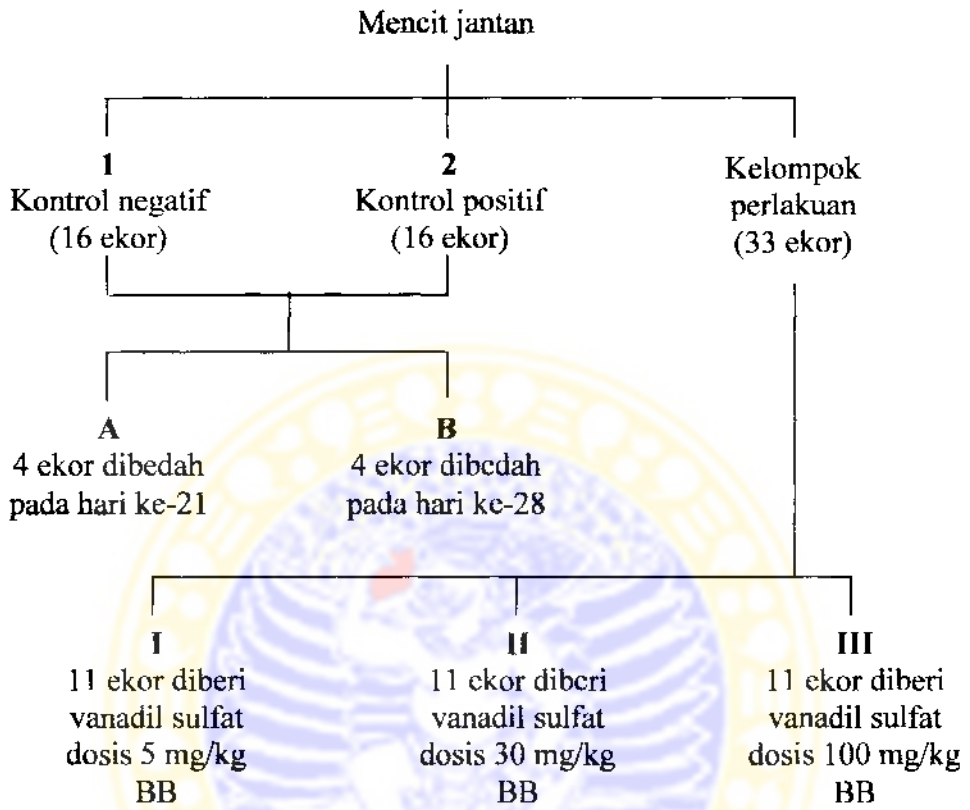 Mencit jantan
1
Kontrol negatif
(16 ekor)
2
Kontrol positif
(16 ekor)
Kelompok
perlakuan
(33 ekor)
A
4 ekor dibedah
pada hari ke-21
B
4 ekor dibedah
pada hari ke-28
I
11 ekor diberi
vanadil sulfat
dosis 5 mg/kg
BB
II
11 ekor diberi
vanadil sulfat
dosis 30 mg/kg
BB
III
11 ekor diberi
vanadil sulfat
dosis 100 mg/kg
BB